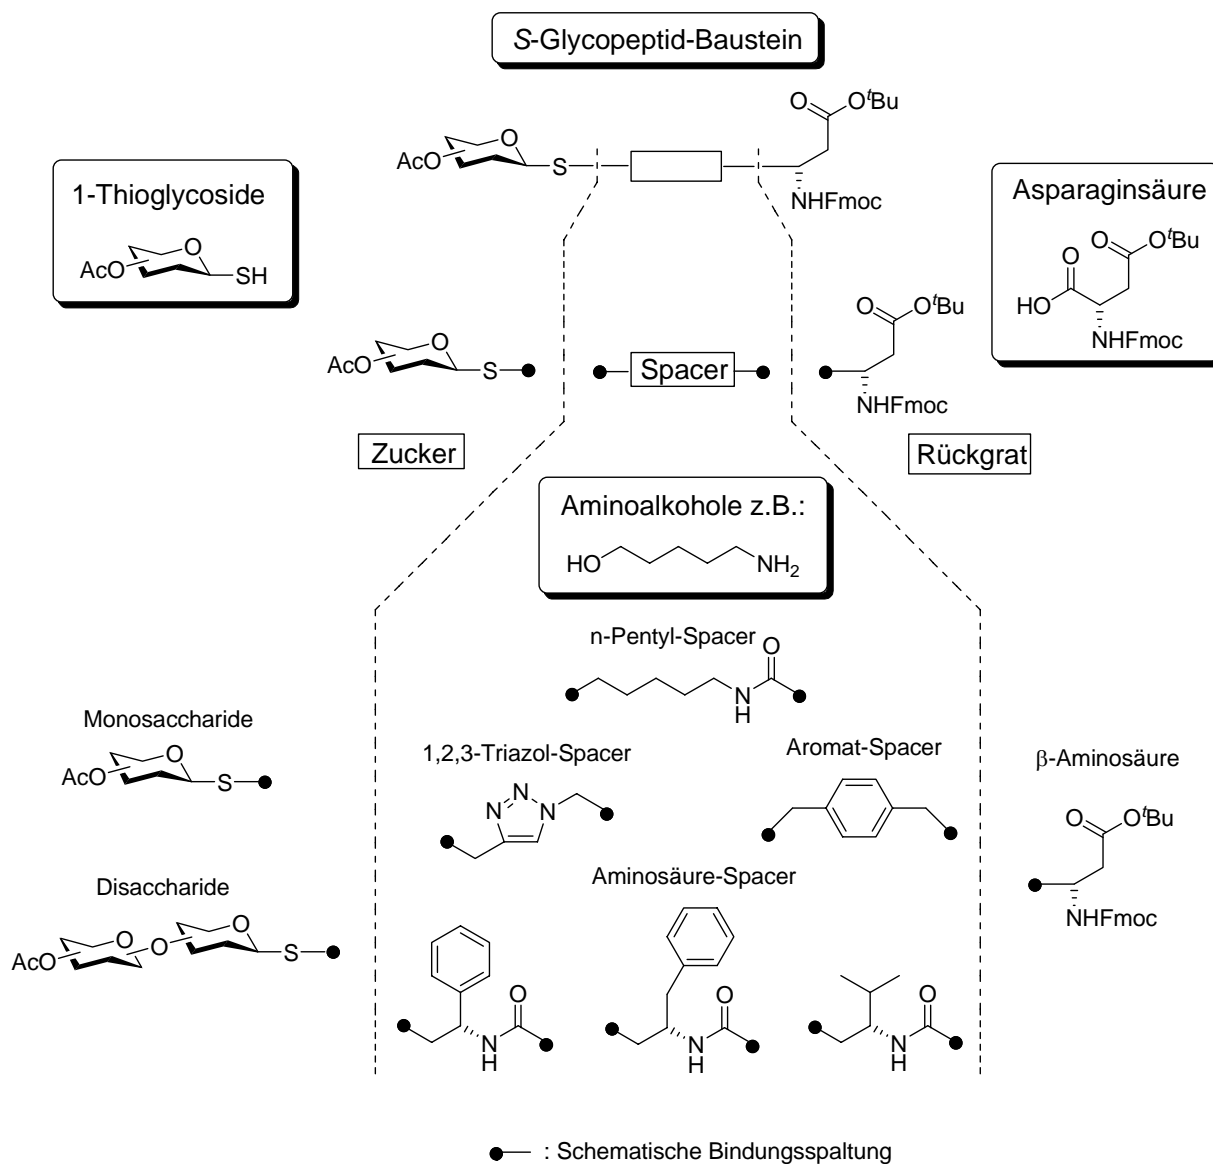 S-Glycopeptid-Baustein
O
OtBu
O
AcO
S
NHFmoc
1-Thioglycoside
O
AcO
SH
Asparaginsäure
O
OtBu
O
HO
NHFmoc
O
OtBu
O
AcO
S
Spacer
NHFmoc
Zucker
Rückgrat
Aminoalkohole z.B.:
HO
NH2
n-Pentyl-Spacer
O
N
H
Monosaccharide
O
AcO
S
1,2,3-Triazol-Spacer
N
N
N
Aromat-Spacer
β-Aminosäure
O
OtBu
NHFmoc
Disaccharide
O
O
O
AcO
S
Aminosäure-Spacer
O
N
H
O
N
H
O
N
H
: Schematische Bindungsspaltung